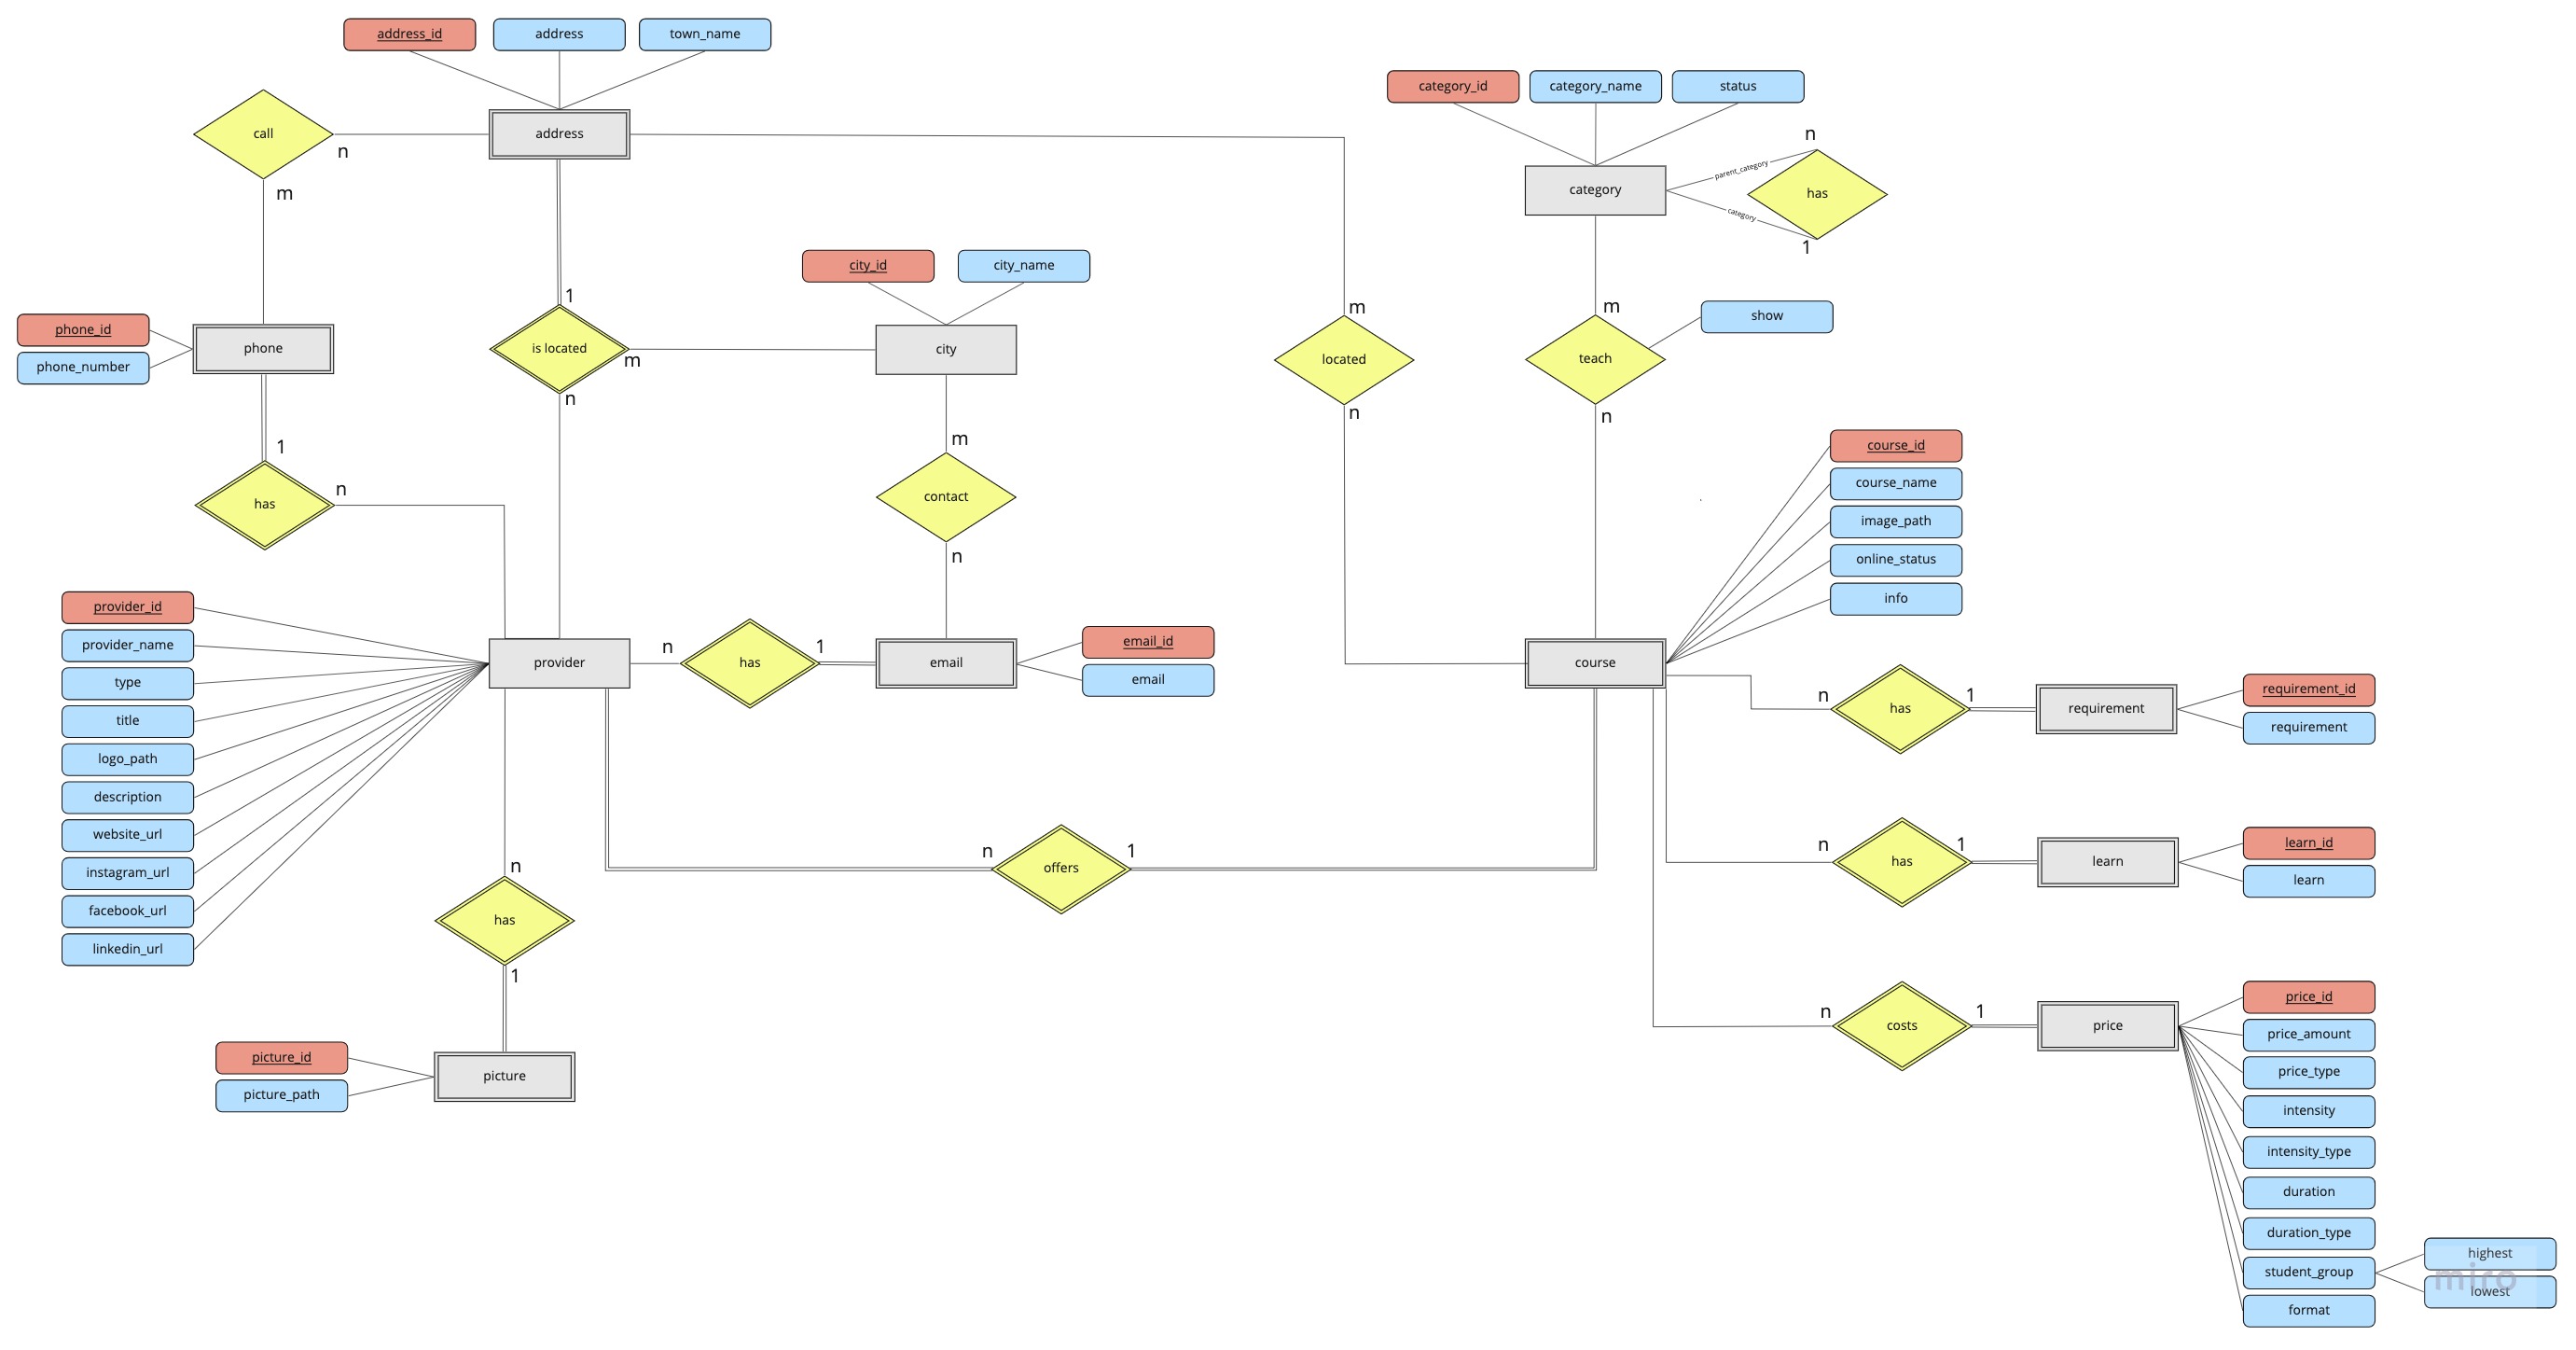 address_id
address
town_name
category_id
category_name
status
call
address
n
m
n
parent_category
category
has
category
1
city_id
city_name
1
m
m
show
phone_id
phone_number
phone
is located
m
city
located
teach
n
n
n
1
m
course_id
course_name
image_path
online_status
info
has
n
contact
n
provider_id
provider_name
type
title
logo_path
description
website_url
instagram_url
facebook_url
linkedin_url
provider
n
has
1
email
email_id
email
course
n
has
1
requirement
requirement_id
requirement
n
offers
1
n
has
1
learn
learn_id
learn
n
has
1
n
costs
1
price
price_id
price_amount
price_type
intensity
intensity_type
duration
duration_type
student_group
format
highest
lowest
miro
picture_id
picture_path
picture